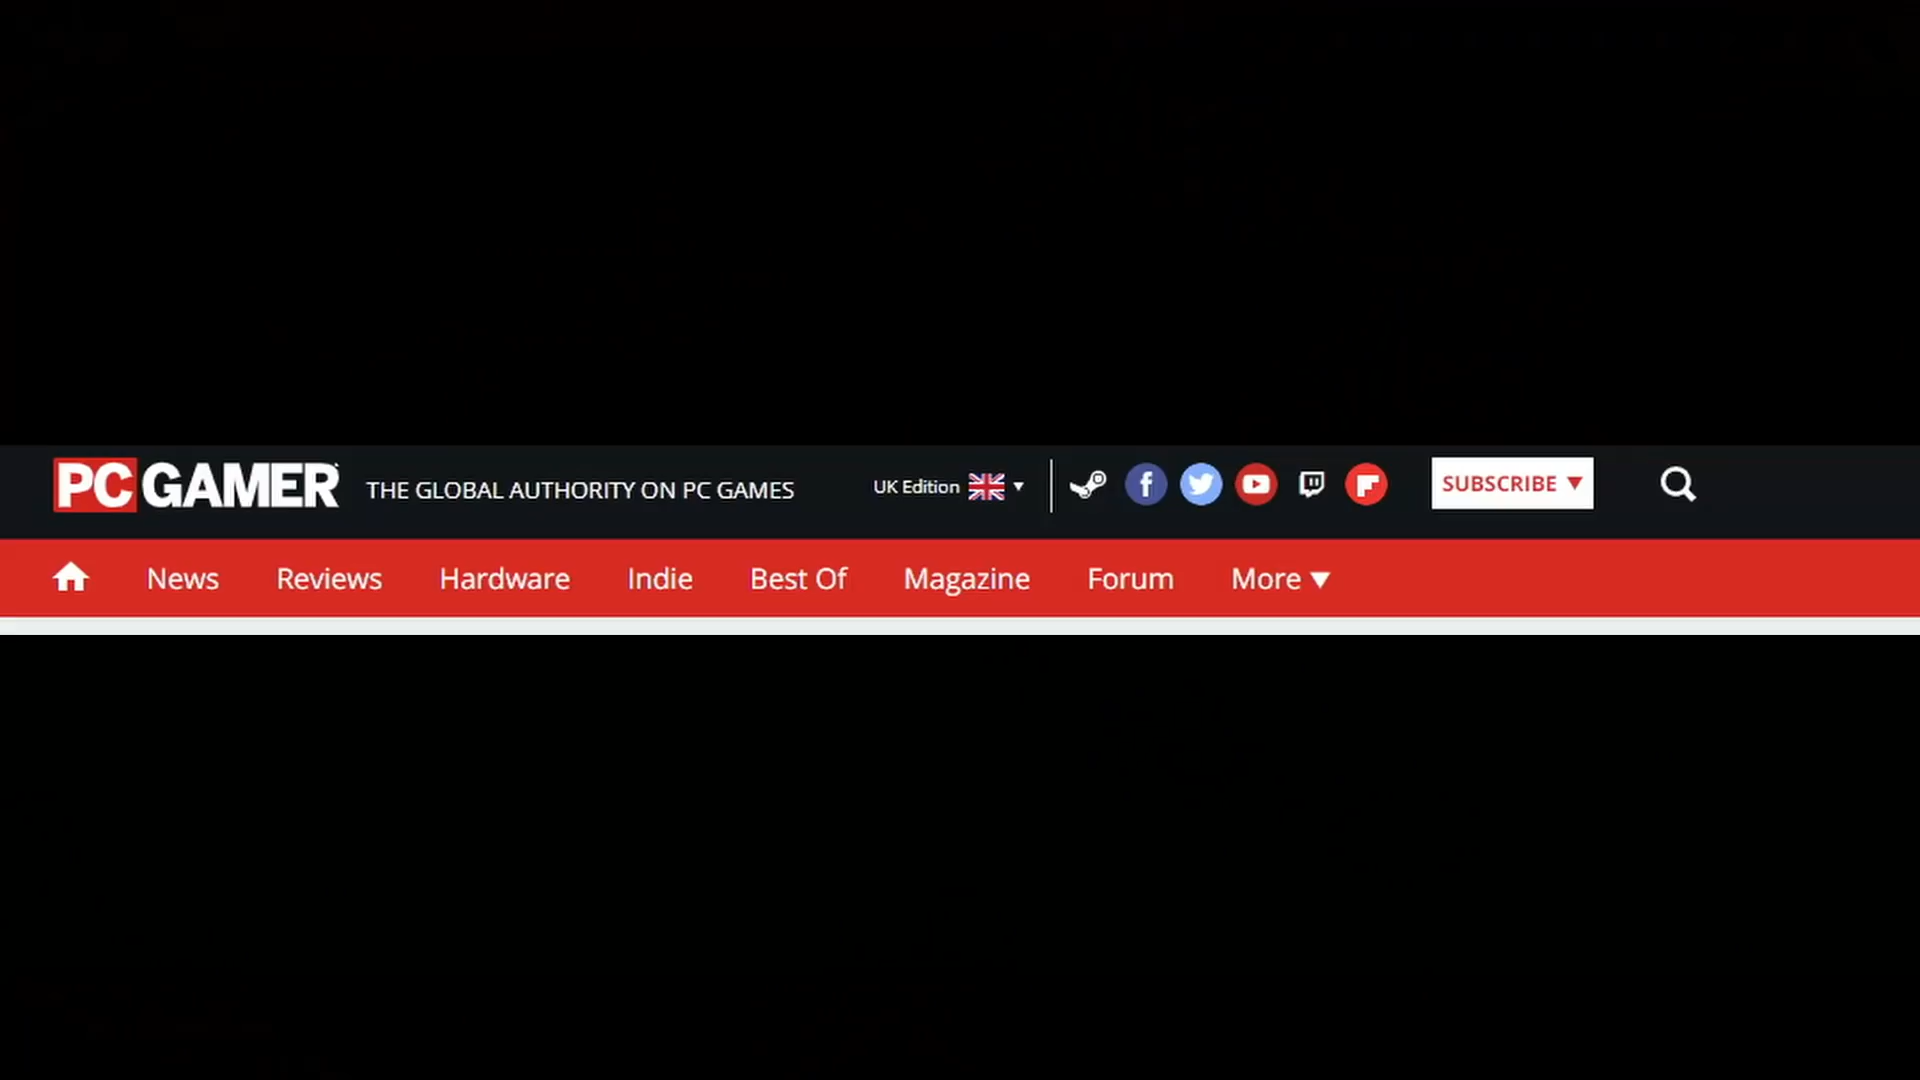 PC GAMER THE GLOBAL AUTHORITY ON PC GAMES UK Edition SUBSCRIBE
News Reviews Hardware Indie Best Of Magazine Forum More